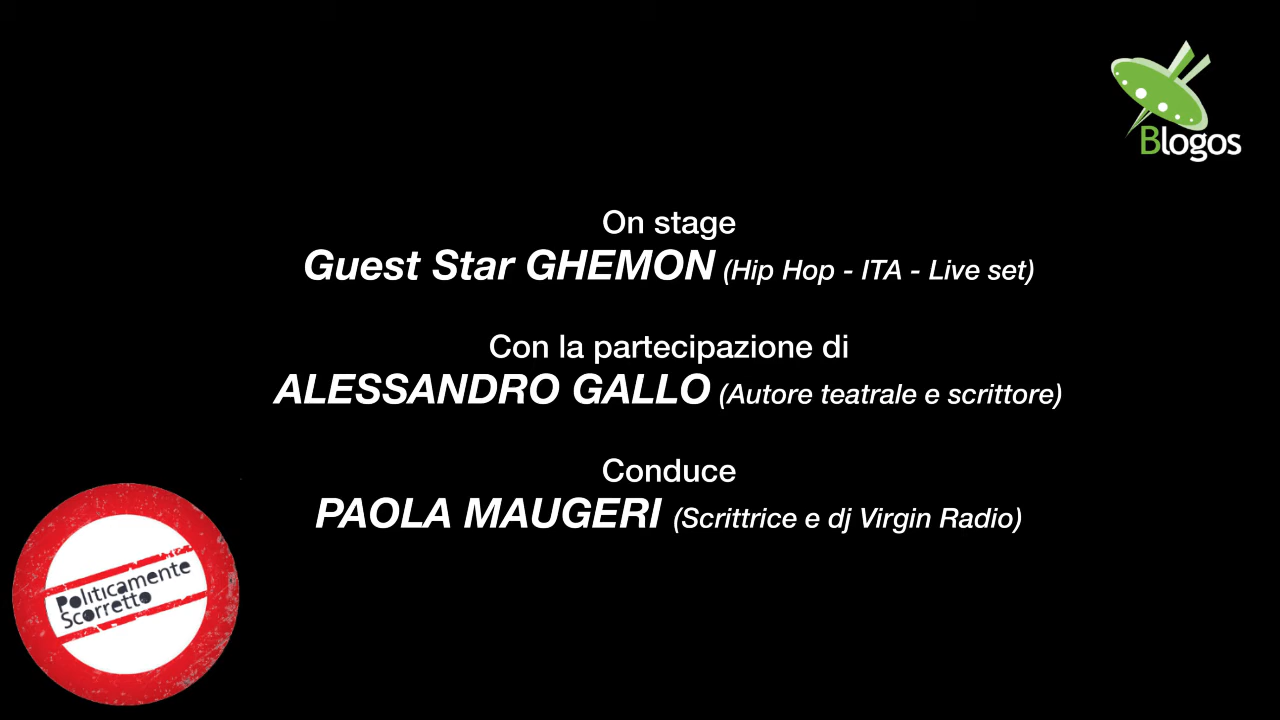 Blogos
On stage
Guest Star GHEMON (Hip Hop - ITA - Live set)
Con la partecipazione di
ALESSANDRO GALLO (Autore teatrale e scrittore)
Conduce
PAOLA MAUGERI (Scrittrice e dj Virgin Radio)
Politicamente
Scorretto